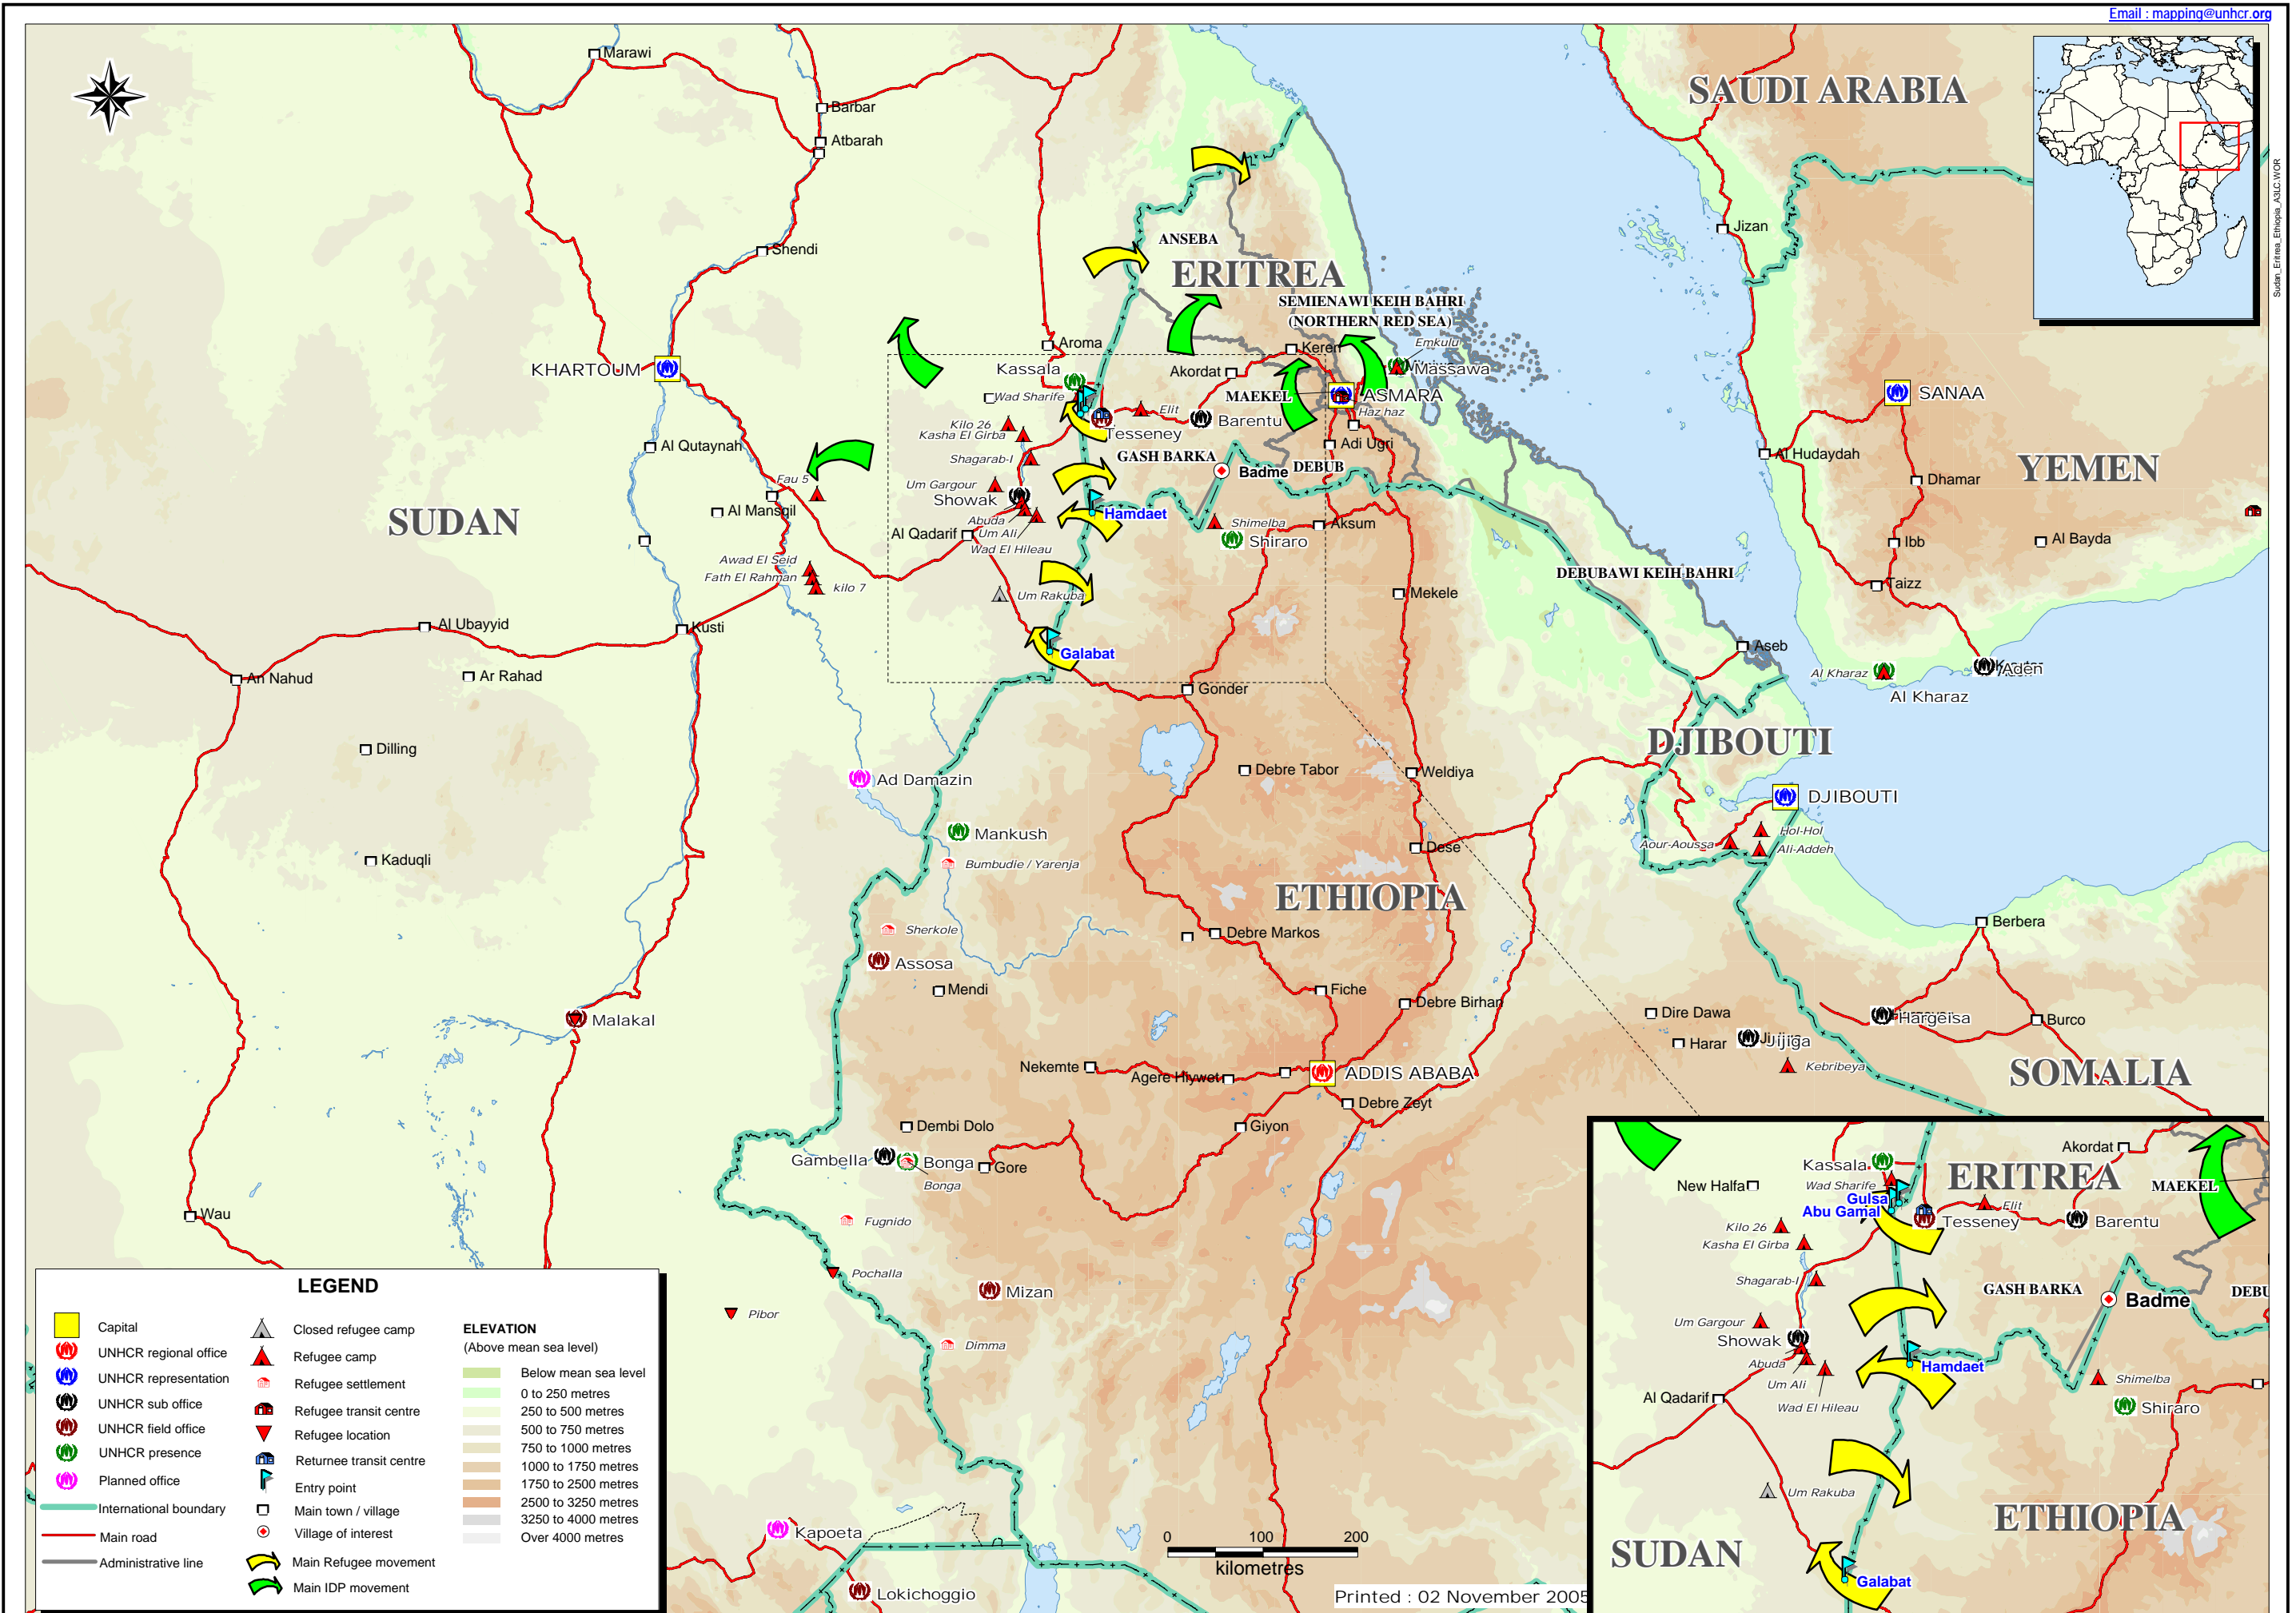 Email : mapping@unhcr.org
Sudan_Eritrea_Ethiopia_A3LC.WOR
SAUDI ARABIA
Marawi
Barbar
Atbarah
Shendi
Jizan
ANSEBA
ERITREA
SEMIENAWI KEIH BAHRI
(NORTHERN RED SEA)
Emkulu
Massawa
Aroma
Keren
KHARTOUM
Kassala
Akordat
Wad Sharife
MAEKEL
ASMARA
Haz haz
SANAA
Elit
Barentu
Tesseney
Kilo 26
Kasha El Girba
Adi Ugri
Al Qutaynah
Shagarab-I
GASH BARKA
Badme
DEBUB
Al Hudaydah
YEMEN
Dhamar
Fau 5
Um Gargour
Showak
SUDAN
Al Mansqil
Hamdaet
Abuda
Um Ali
Al Qadarif
Wad El Hileau
Shimelba
Shiraro
Aksum
Ibb
Al Bayda
Awad El Seid
Fath El Rahman
kilo 7
DEBUBAWI KEIH BAHRI
Taizz
Um Rakuba
Mekele
Al Ubayyid
Kusti
Galabat
Aseb
Aden
An Nahud
Ar Rahad
Gonder
Al Kharaz
Al Kharaz
DJIBOUTI
Dilling
Ad Damazin
Debre Tabor
Weldiya
DJIBOUTI
Mankush
Hol-Hol
Aour-Aoussa
Ali-Addeh
Kaduqli
Bumbudie / Yarenja
Dese
ETHIOPIA
Sherkole
Debre Markos
Berbera
Assosa
Mendi
Fiche
Debre Birhan
Malakal
Dire Dawa
Hargeisa
Burco
Harar
Jijiga
Nekemte
Agere Hiywet
ADDIS ABABA
Kebribeya
SOMALIA
Debre Zeyt
Dembi Dolo
Giyon
Gambella
Bonga
Gore
Bonga
Wau
Fugnido
Pochalla
Mizan
Pibor
Dimma
Kapoeta
Lokichoggio
0 100 200
kilometres
Printed : 02 November 2005
LEGEND
Capital
UNHCR regional office
UNHCR representation
UNHCR sub office
UNHCR field office
UNHCR presence
Planned office
International boundary
Main road
Administrative line
Closed refugee camp
Refugee camp
Refugee settlement
Refugee transit centre
Refugee location
Returnee transit centre
Entry point
Main town / village
Village of interest
Main Refugee movement
Main IDP movement
ELEVATION
(Above mean sea level)
Below mean sea level
0 to 250 metres
250 to 500 metres
500 to 750 metres
750 to 1000 metres
1000 to 1750 metres
1750 to 2500 metres
2500 to 3250 metres
3250 to 4000 metres
Over 4000 metres
Akordat
Kassala
ERITREA
New Halfa
Wad Sharife
MAEKEL
Gulsa
Abu Gamal
Elit
Tesseney
Barentu
Kilo 26
Kasha El Girba
Shagarab-I
GASH BARKA
Badme
DEBU
Um Gargour
Showak
Abuda
Hamdaet
Um Ali
Shimelba
Al Qadarif
Wad El Hileau
Shiraro
Um Rakuba
ETHIOPIA
SUDAN
Galabat